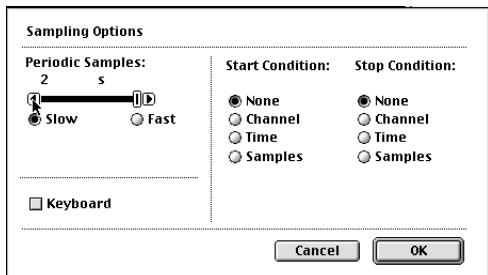 Sampling Options
Periodic Samples:
2 s
Slow Fast
Keyboard
Start Condition:
None
Channel
Time
Samples
Stop Condition:
None
Channel
Time
Samples
Cancel OK